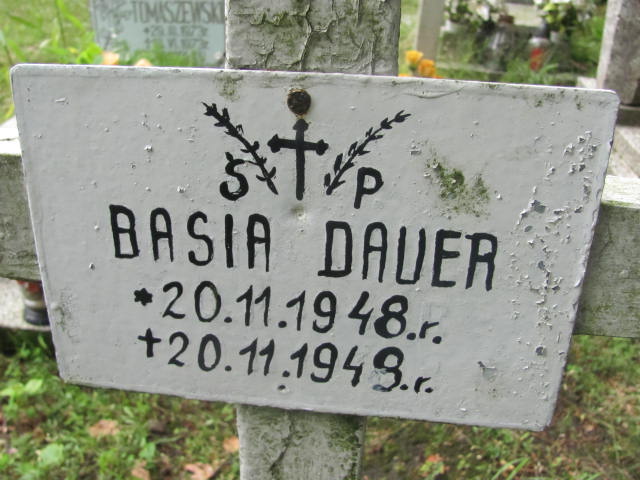 TOMASZEWSKI
S P
BASIA DAUER
*20.11.1948.r.
†20.11.1948.r.